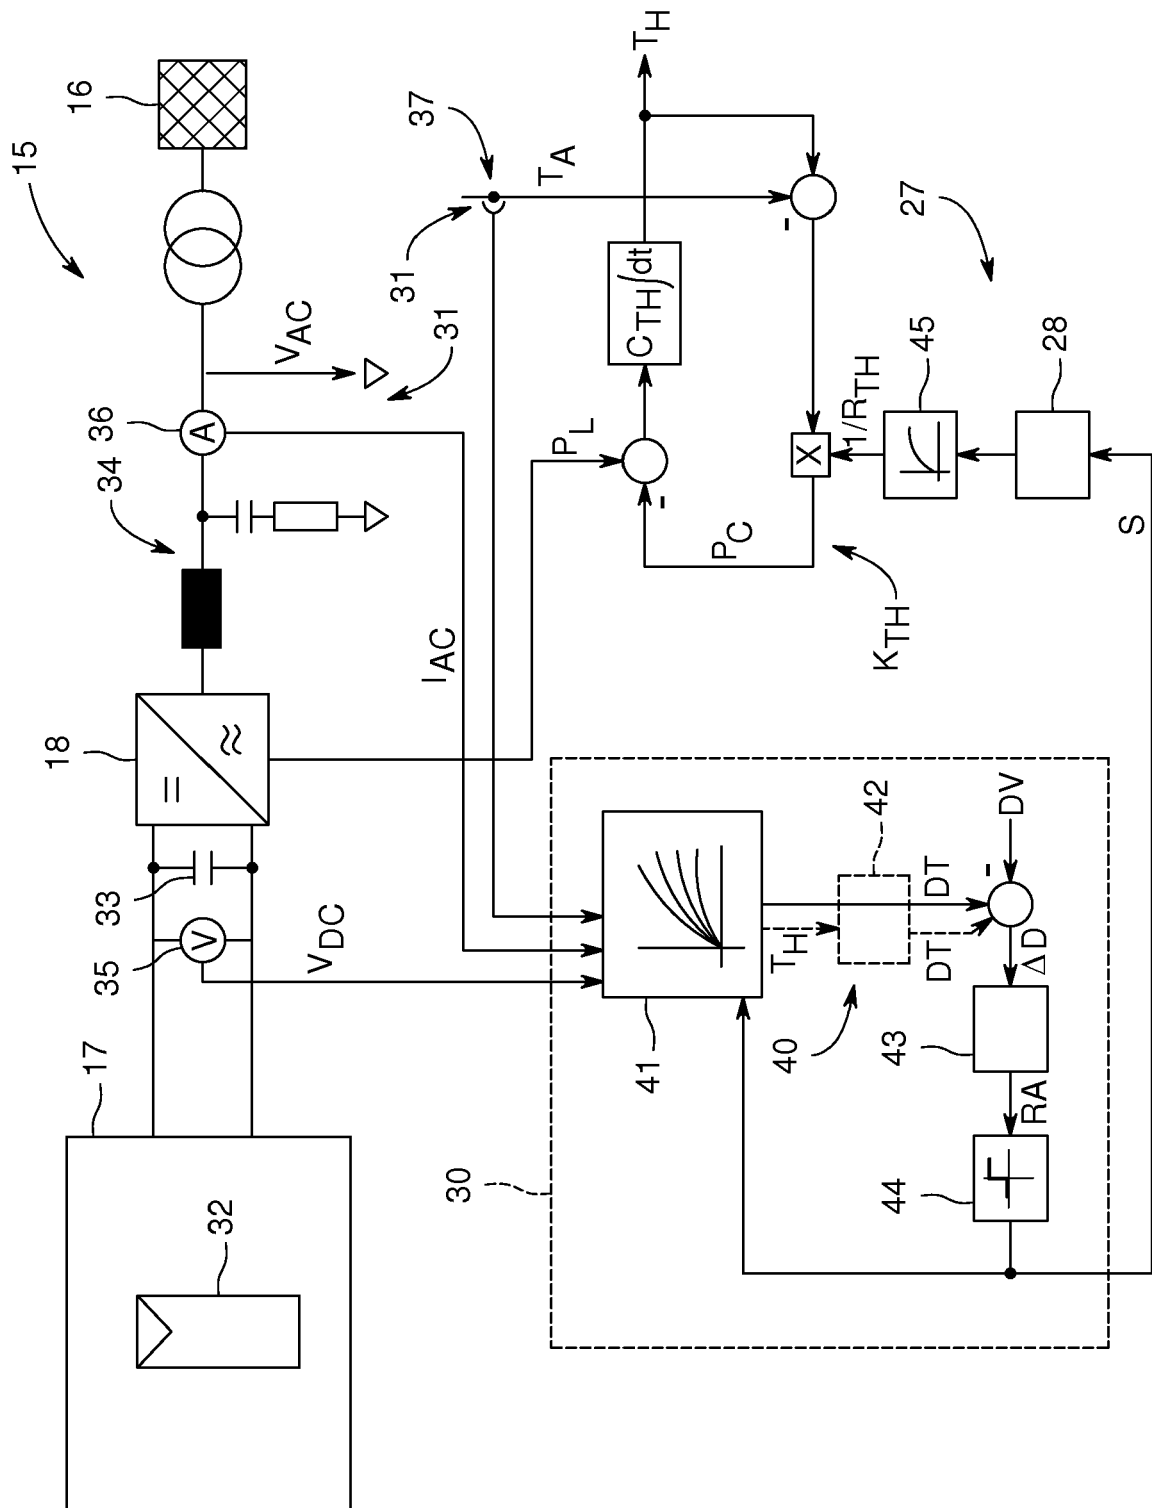 15
16
36
A
34
18
=
≈
33
35
V
17
32
V_AC
31
31
37
T_A
T_H
I_AC
V_DC
P_L
C_TH∫dt
-
-
P_C
X
1/R_TH
K_TH
45
28
27
S
30
41
T_H
42
40
DT
DT
DV
-
ΔD
43
RA
44